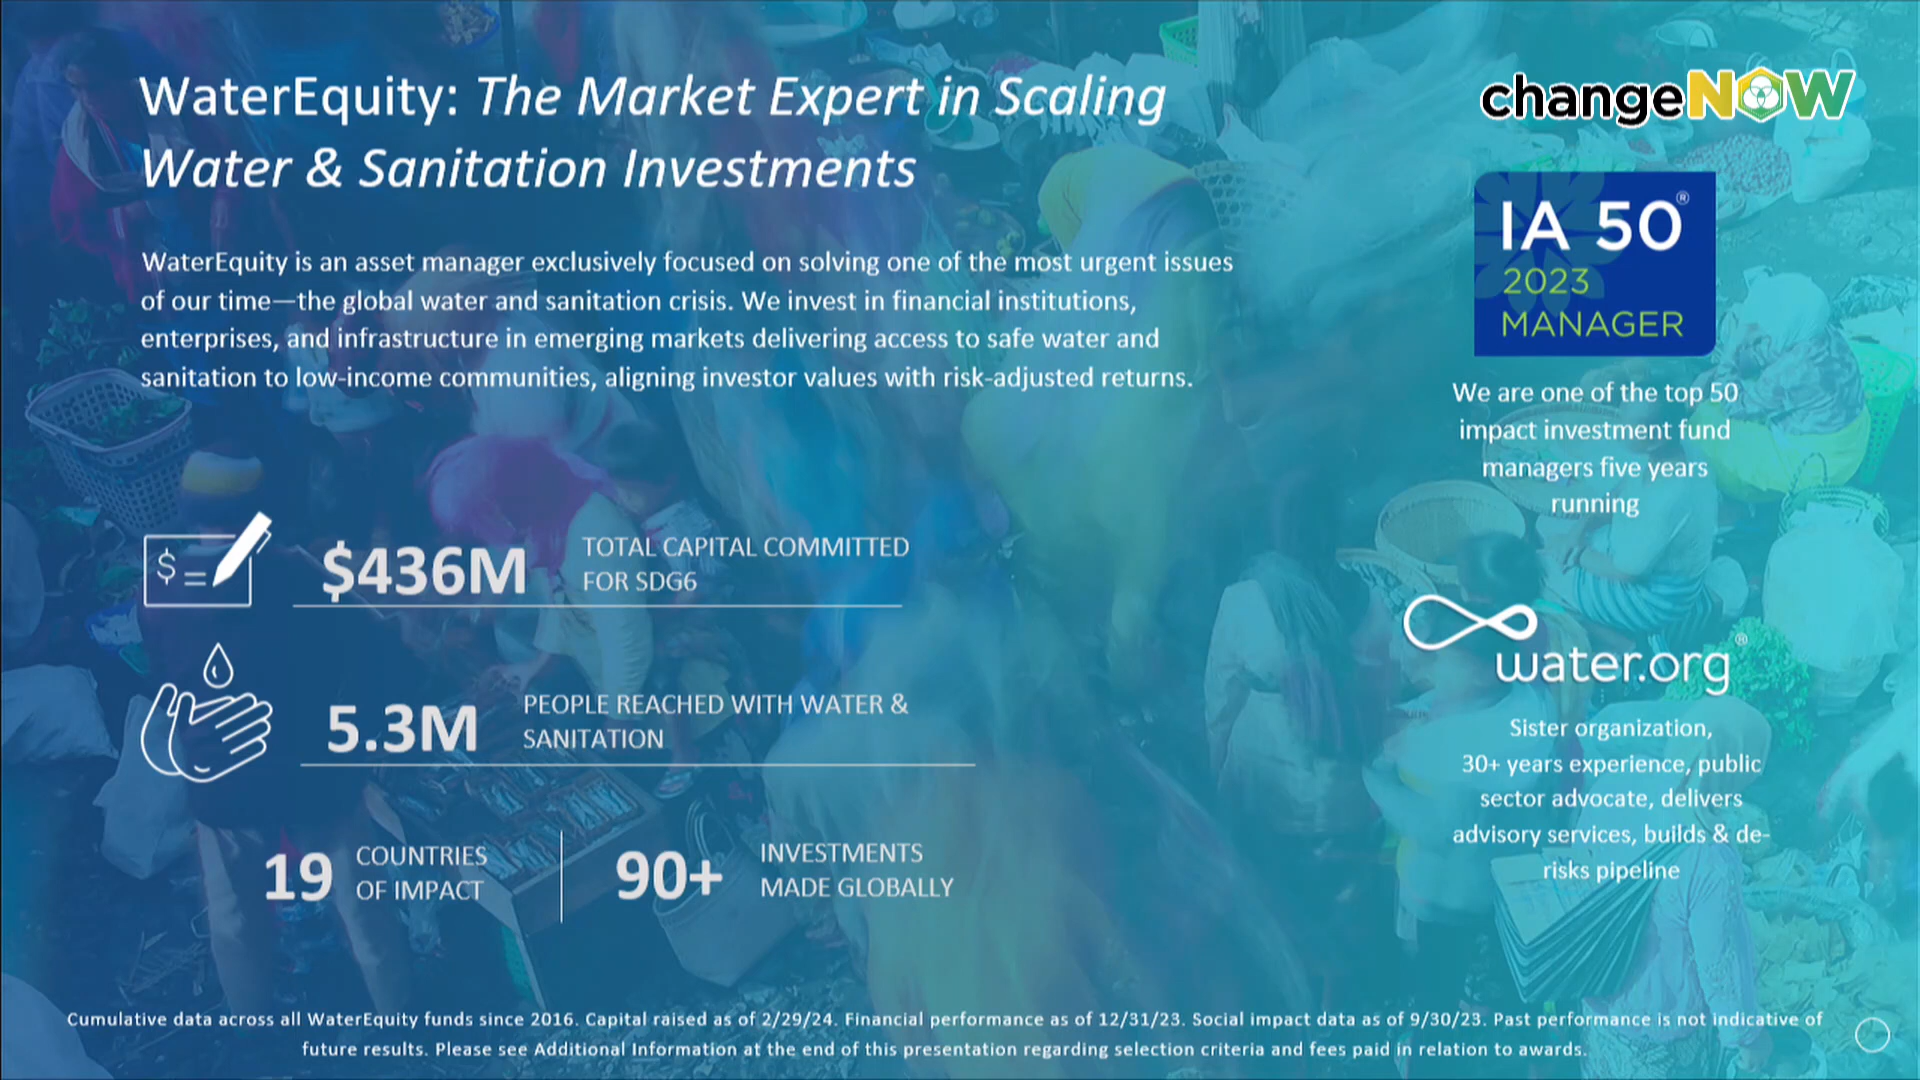 WaterEquity: The Market Expert in Scaling
Water & Sanitation Investments
WaterEquity is an asset manager exclusively focused on solving one of the most urgent issues
of our time—the global water and sanitation crisis. We invest in financial institutions,
enterprises, and infrastructure in emerging markets delivering access to safe water and
sanitation to low-income communities, aligning investor values with risk-adjusted returns.
$ =
$436M
TOTAL CAPITAL COMMITTED
FOR SDG6
5.3M
PEOPLE REACHED WITH WATER &
SANITATION
19
COUNTRIES
OF IMPACT
90+
INVESTMENTS
MADE GLOBALLY
changeNOW
IA 50®
2023
MANAGER
We are one of the top 50
impact investment fund
managers five years
running
water.org®
Sister organization,
30+ years experience, public
sector advocate, delivers
advisory services, builds & de-
risks pipeline
Cumulative data across all WaterEquity funds since 2016. Capital raised as of 2/29/24. Financial performance as of 12/31/23. Social impact data as of 9/30/23. Past performance is not indicative of
future results. Please see Additional Information at the end of this presentation regarding selection criteria and fees paid in relation to awards.